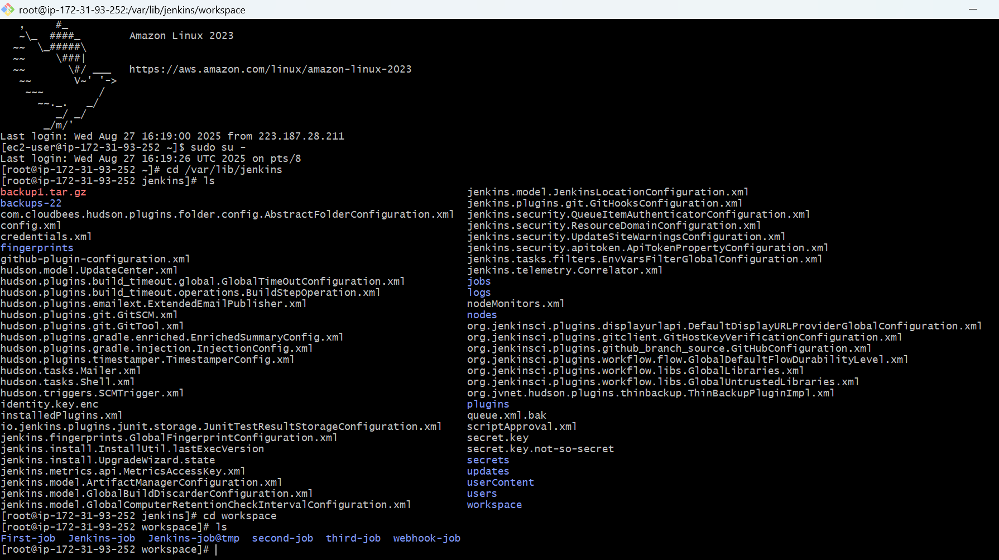 root@ip-172-31-93-252:/var/lib/jenkins/workspace
   ,     #_
   ~\_  ####_        Amazon Linux 2023
  ~~  \_#####\
  ~~     \###|
  ~~       \#/ ___   https://aws.amazon.com/linux/amazon-linux-2023
   ~~       V~' '->
    ~~~         /
      ~~._.   _/
         _/ _/
       _/m/'
Last login: Wed Aug 27 16:19:00 2025 from 223.187.28.211
[ec2-user@ip-172-31-93-252 ~]$ sudo su -
Last login: Wed Aug 27 16:19:26 UTC 2025 on pts/8
[root@ip-172-31-93-252 ~]# cd /var/lib/jenkins
[root@ip-172-31-93-252 jenkins]# ls
backup1.tar.gz                                                              jenkins.model.JenkinsLocationConfiguration.xml
backups-22                                                                  jenkins.plugins.git.GitHooksConfiguration.xml
com.cloudbees.hudson.plugins.folder.config.AbstractFolderConfiguration.xml  jenkins.security.QueueItemAuthenticatorConfiguration.xml
config.xml                                                                  jenkins.security.ResourceDomainConfiguration.xml
credentials.xml                                                             jenkins.security.UpdateSiteWarningsConfiguration.xml
fingerprints                                                                jenkins.security.apitoken.ApiTokenPropertyConfiguration.xml
github-plugin-configuration.xml                                             jenkins.tasks.filters.EnvVarsFilterGlobalConfiguration.xml
hudson.model.UpdateCenter.xml                                               jenkins.telemetry.Correlator.xml
hudson.plugins.build_timeout.global.GlobalTimeOutConfiguration.xml          jobs
hudson.plugins.build_timeout.operations.BuildStepOperation.xml              logs
hudson.plugins.emailext.ExtendedEmailPublisher.xml                          nodeMonitors.xml
hudson.plugins.git.GitSCM.xml                                               nodes
hudson.plugins.git.GitTool.xml                                              org.jenkinsci.plugins.displayurlapi.DefaultDisplayURLProviderGlobalConfiguration.xml
hudson.plugins.gradle.enriched.EnrichedSummaryConfig.xml                    org.jenkinsci.plugins.gitclient.GitHostKeyVerificationConfiguration.xml
hudson.plugins.gradle.injection.InjectionConfig.xml                         org.jenkinsci.plugins.github_branch_source.GitHubConfiguration.xml
hudson.plugins.timestamper.TimestamperConfig.xml                            org.jenkinsci.plugins.workflow.flow.GlobalDefaultFlowDurabilityLevel.xml
hudson.tasks.Mailer.xml                                                     org.jenkinsci.plugins.workflow.libs.GlobalLibraries.xml
hudson.tasks.Shell.xml                                                      org.jenkinsci.plugins.workflow.libs.GlobalUntrustedLibraries.xml
hudson.triggers.SCMTrigger.xml                                              org.jvnet.hudson.plugins.thinbackup.ThinBackupPluginImpl.xml
identity.key.enc                                                            plugins
installedPlugins.xml                                                        queue.xml.bak
io.jenkins.plugins.junit.storage.JunitTestResultStorageConfiguration.xml    scriptApproval.xml
jenkins.fingerprints.GlobalFingerprintConfiguration.xml                     secret.key
jenkins.install.InstallUtil.lastExecVersion                                 secret.key.not-so-secret
jenkins.install.UpgradeWizard.state                                         secrets
jenkins.metrics.api.MetricsAccessKey.xml                                    updates
jenkins.model.ArtifactManagerConfiguration.xml                              userContent
jenkins.model.GlobalBuildDiscarderConfiguration.xml                         users
jenkins.model.GlobalComputerRetentionCheckIntervalConfiguration.xml         workspace
[root@ip-172-31-93-252 jenkins]# cd workspace
[root@ip-172-31-93-252 workspace]# ls
First-job  Jenkins-job  Jenkins-job@tmp  second-job  third-job  webhook-job
[root@ip-172-31-93-252 workspace]#